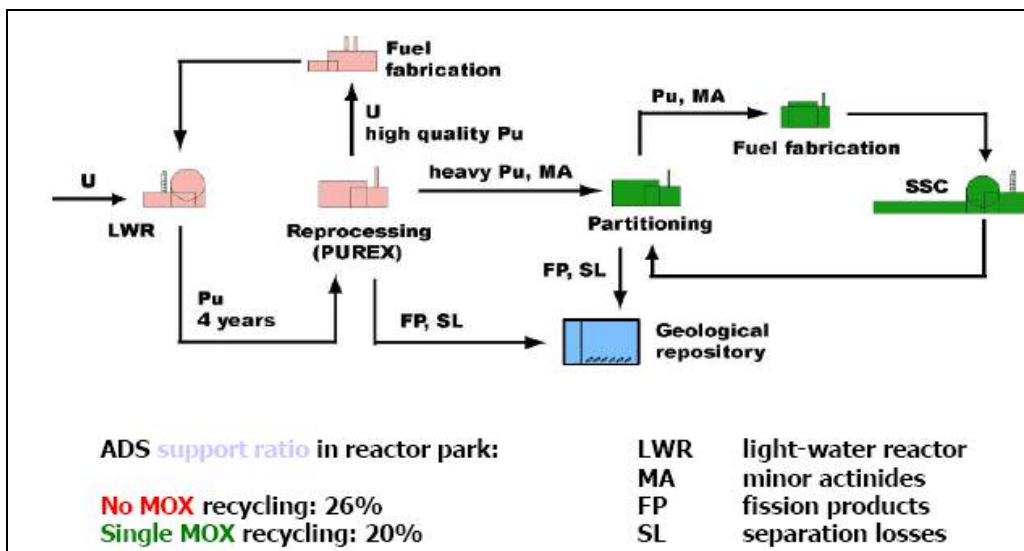 Fuel
fabrication
U
high quality Pu
Pu, MA
Fuel fabrication
U
heavy Pu, MA
SSC
LWR
Reprocessing
(PUREX)
Partitioning
Pu
4 years
FP, SL
FP, SL
Geological
repository
ADS support ratio in reactor park:
No MOX recycling: 26%
Single MOX recycling: 20%
LWR light-water reactor
MA minor actinides
FP fission products
SL separation losses